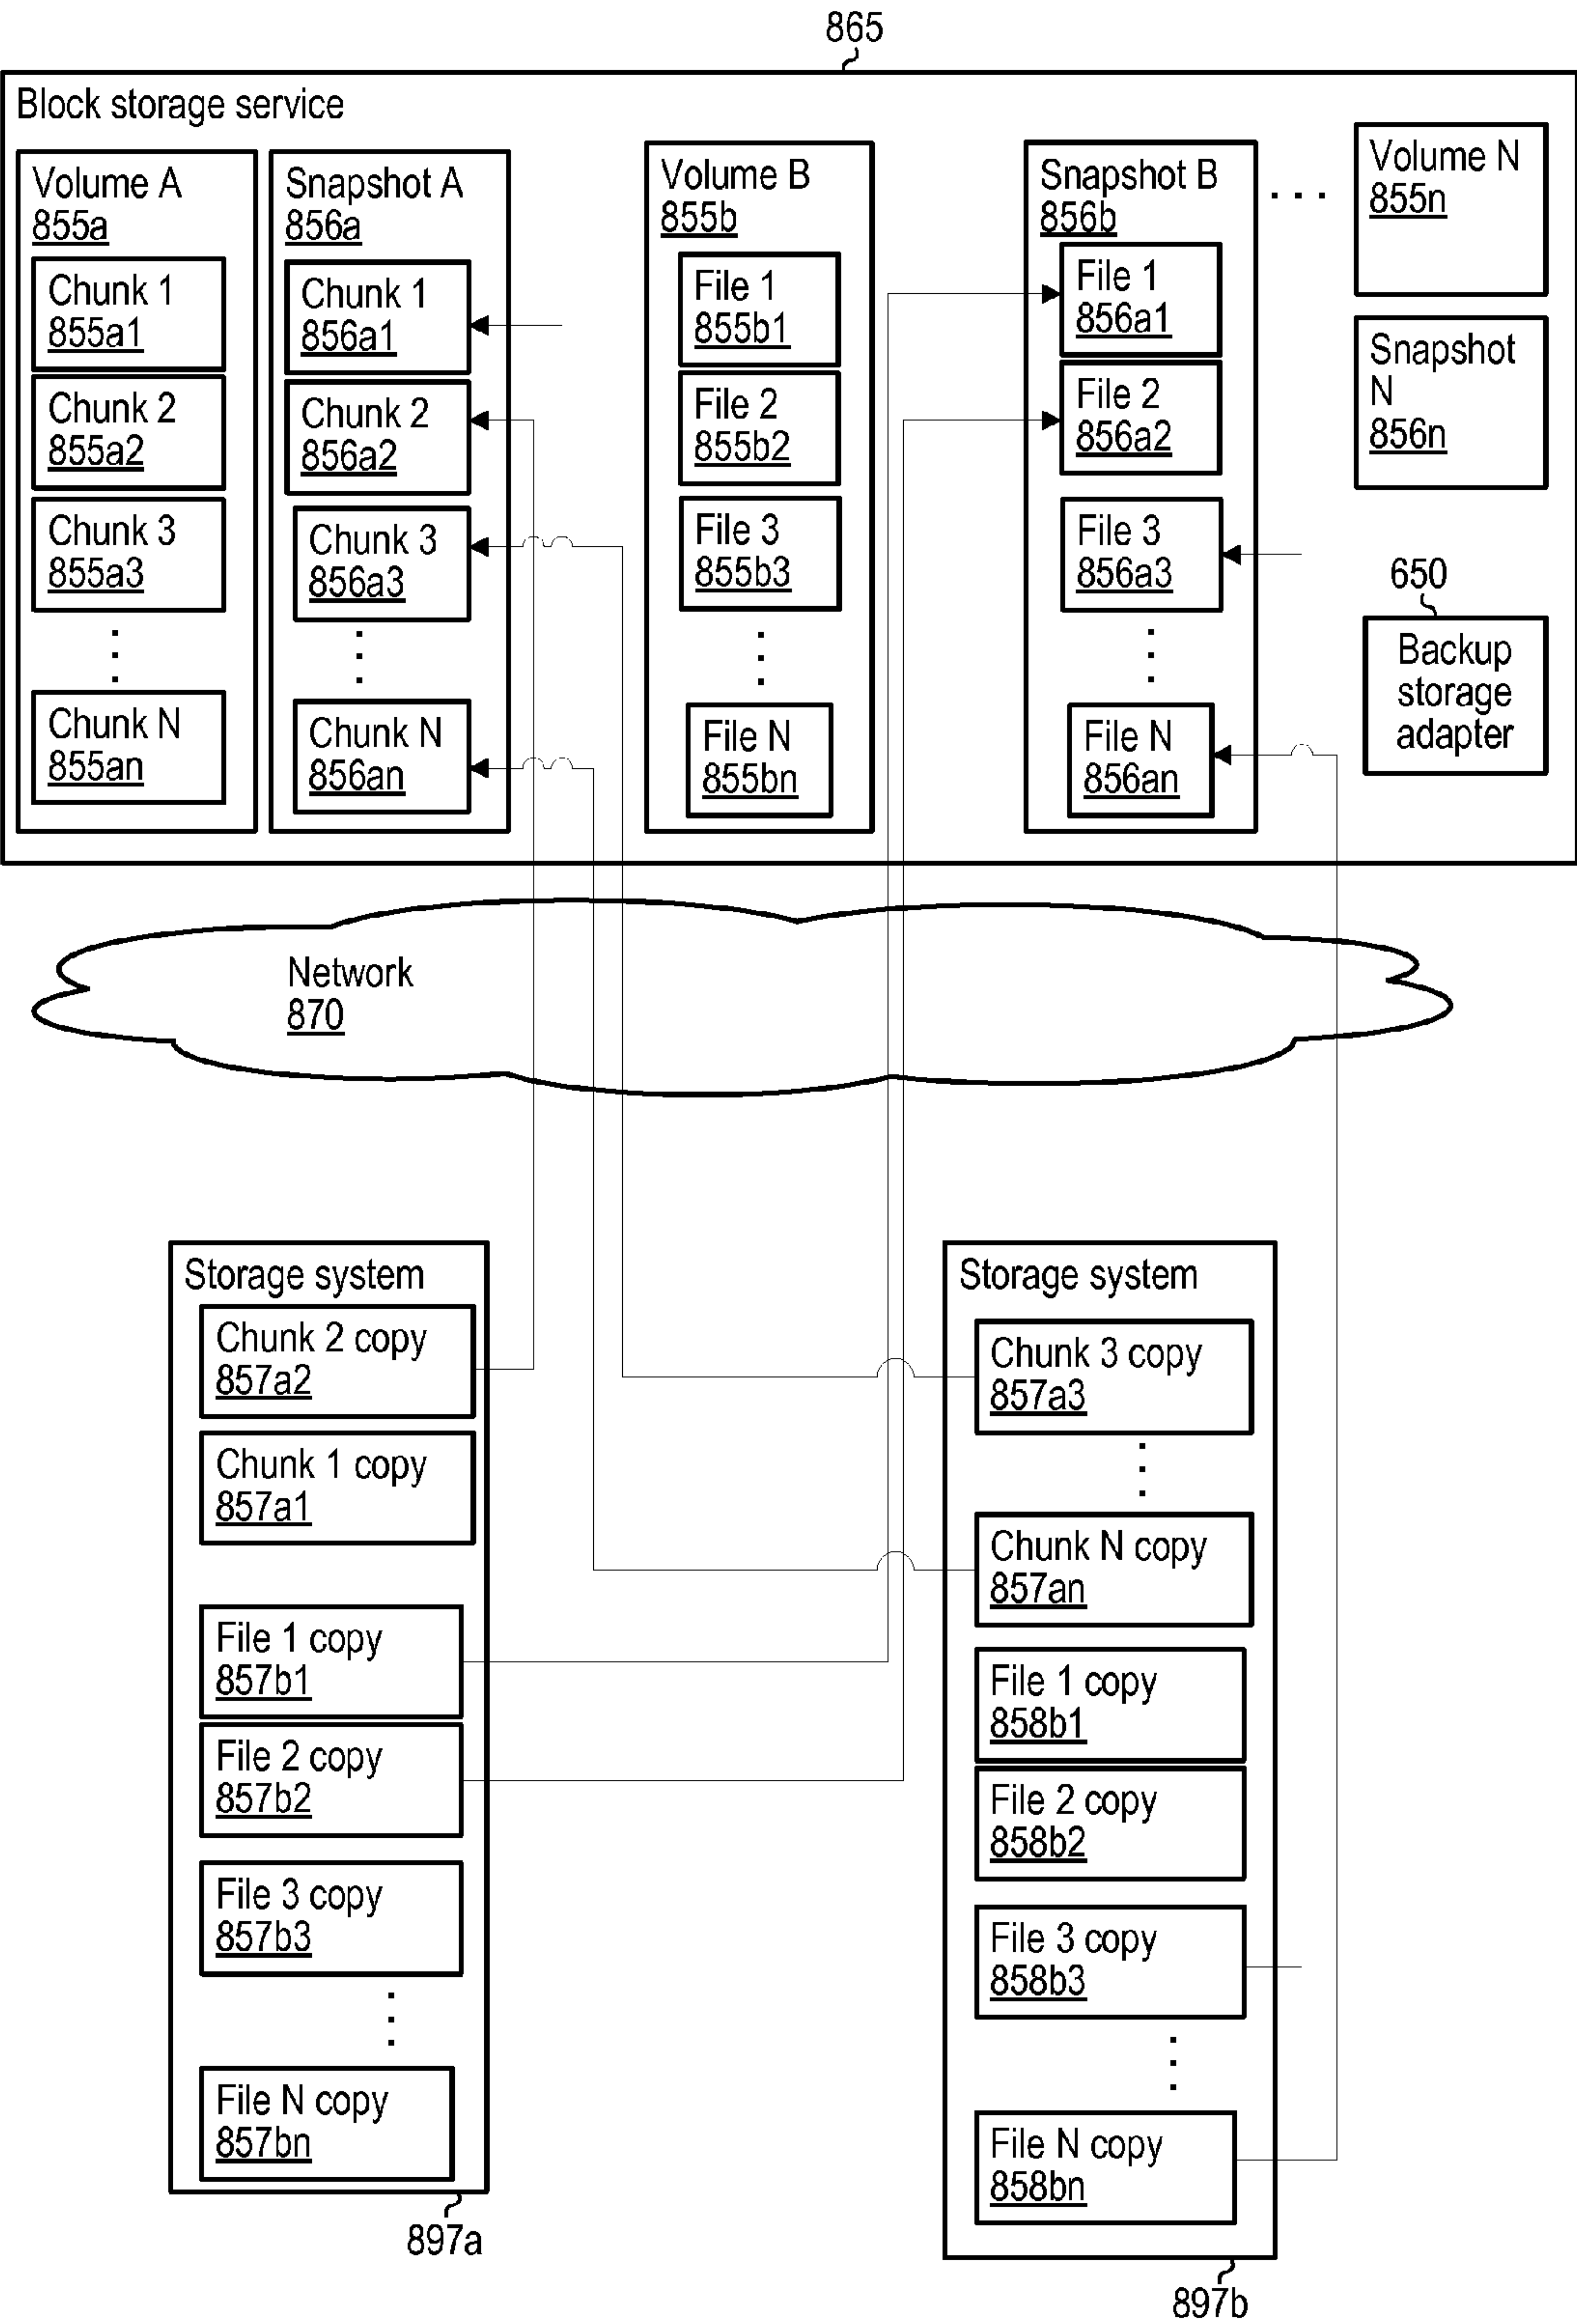 865
Block storage service
Volume A
855a
Chunk 1
855a1
Chunk 2
855a2
Chunk 3
855a3
Chunk N
855an
Snapshot A
856a
Chunk 1
856a1
Chunk 2
856a2
Chunk 3
856a3
Chunk N
856an
Volume B
855b
File 1
855b1
File 2
855b2
File 3
855b3
File N
855bn
Snapshot B
856b
File 1
856a1
File 2
856a2
File 3
856a3
File N
856an
Volume N
855n
Snapshot
N
856n
650
Backup
storage
adapter
Network
870
Storage system
Chunk 2 copy
857a2
Chunk 1 copy
857a1
File 1 copy
857b1
File 2 copy
857b2
File 3 copy
857b3
File N copy
857bn
897a
Storage system
Chunk 3 copy
857a3
Chunk N copy
857an
File 1 copy
858b1
File 2 copy
858b2
File 3 copy
858b3
File N copy
858bn
897b